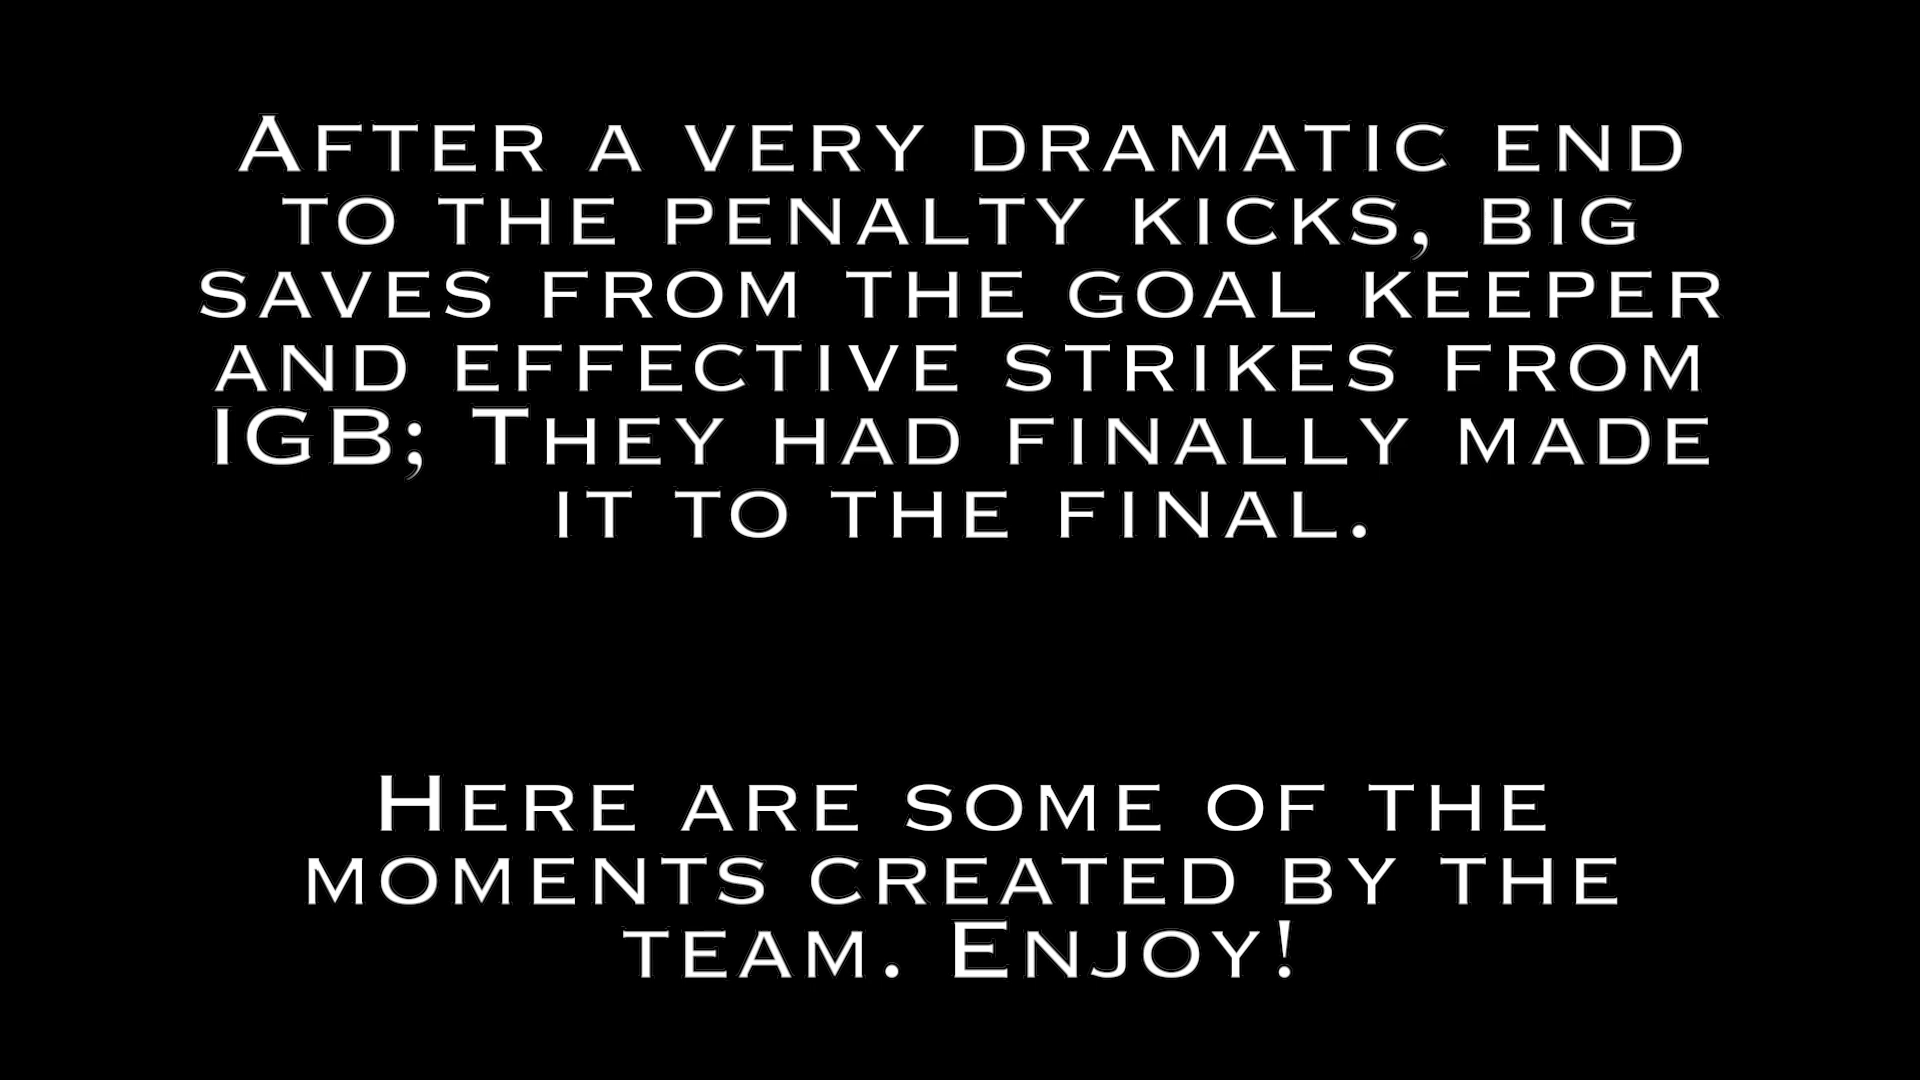 After a very dramatic end
to the penalty kicks, big
saves from the goal keeper
and effective strikes from
IGB; They had finally made
it to the final.
Here are some of the
moments created by the
team. Enjoy!